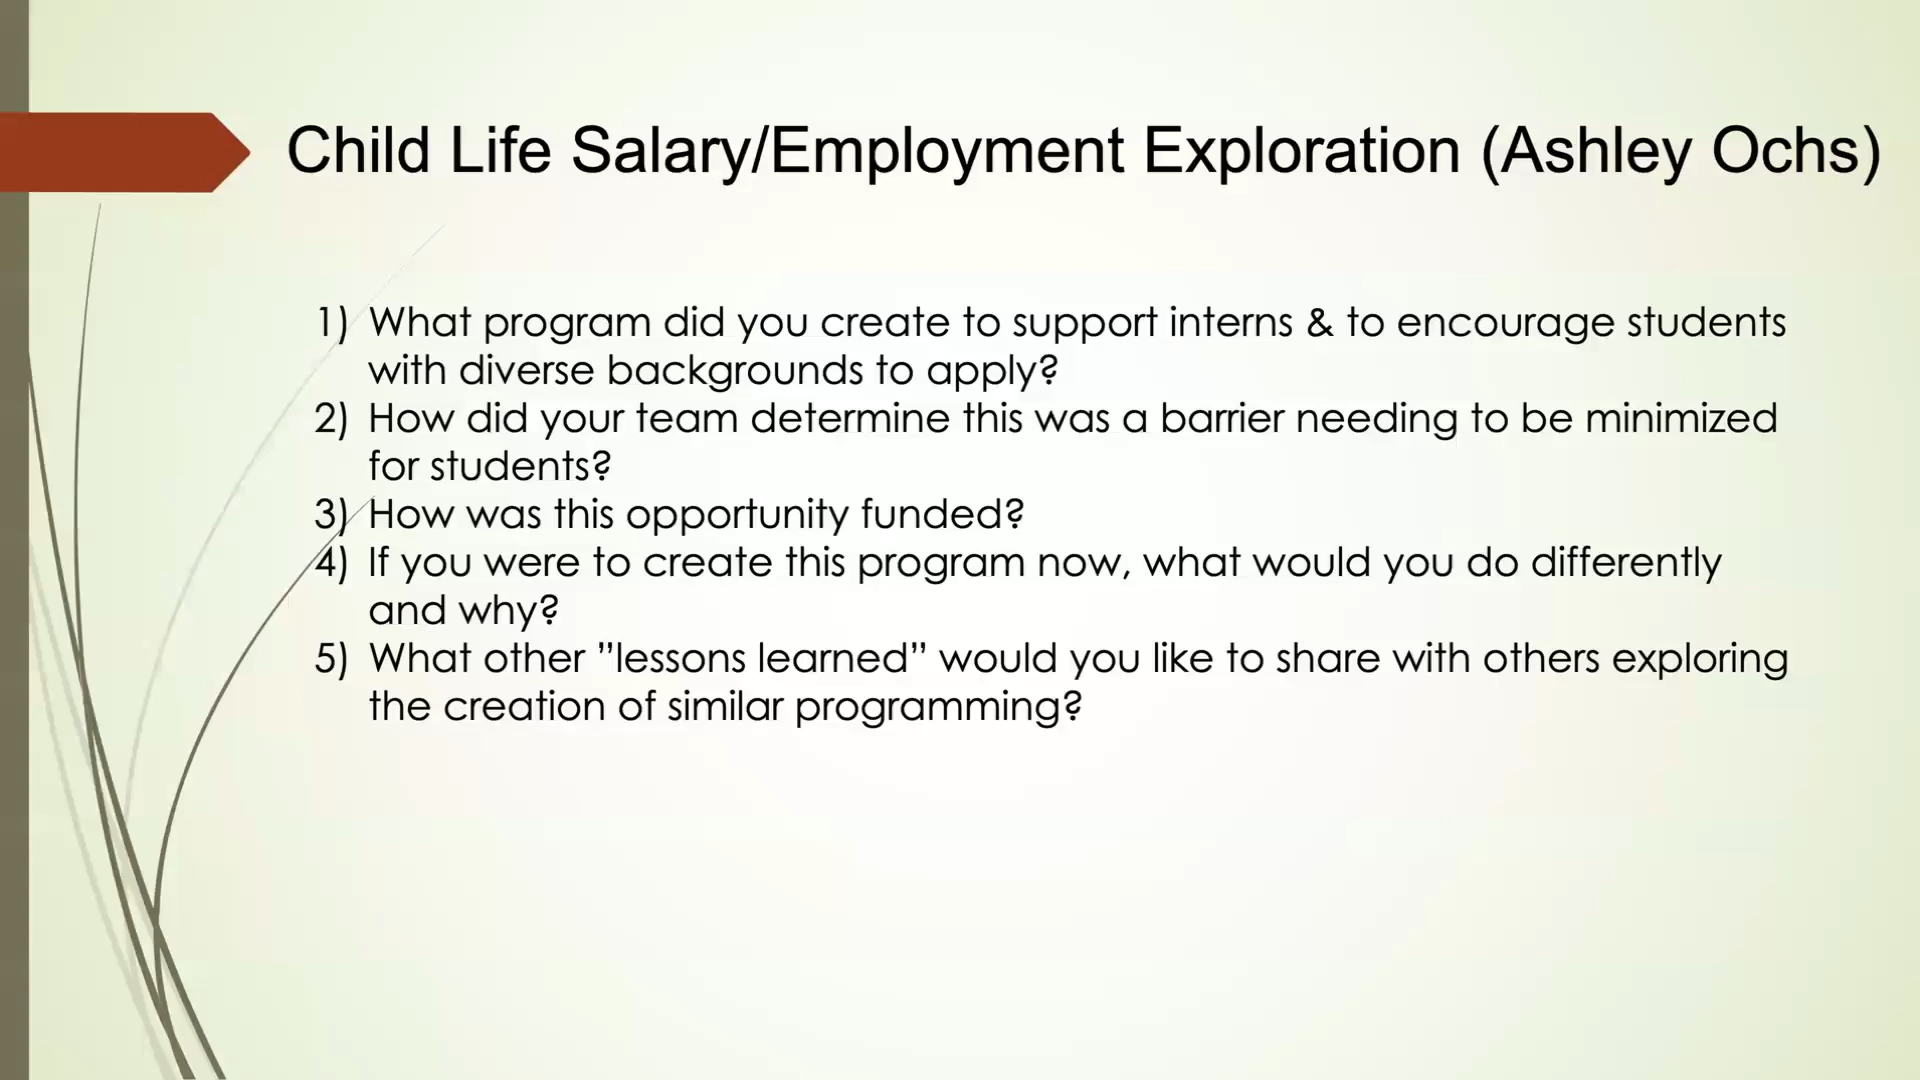 Child Life Salary/Employment Exploration (Ashley Ochs)
1) What program did you create to support interns & to encourage students
with diverse backgrounds to apply?
2) How did your team determine this was a barrier needing to be minimized
for students?
3) How was this opportunity funded?
4) If you were to create this program now, what would you do differently
and why?
5) What other ”lessons learned” would you like to share with others exploring
the creation of similar programming?